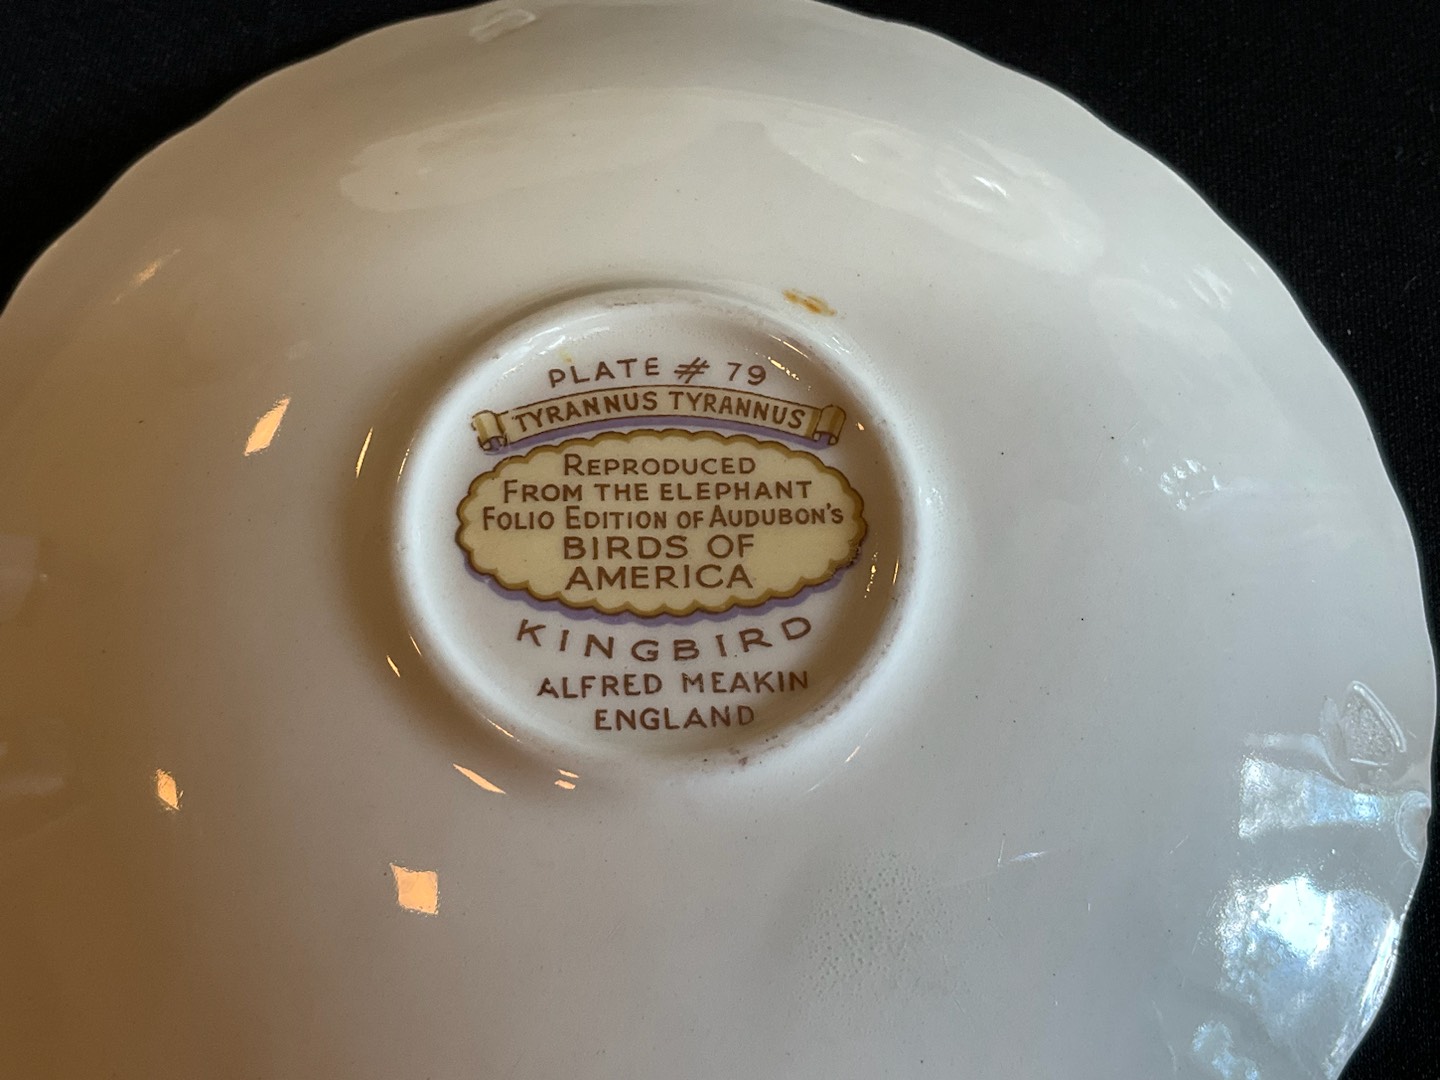 PLATE # 79
TYRANNUS TYRANNUS
REPRODUCED
FROM THE ELEPHANT
FOLIO EDITION OF AUDUBON'S
BIRDS OF
AMERICA
KINGBIRD
ALFRED MEAKIN
ENGLAND